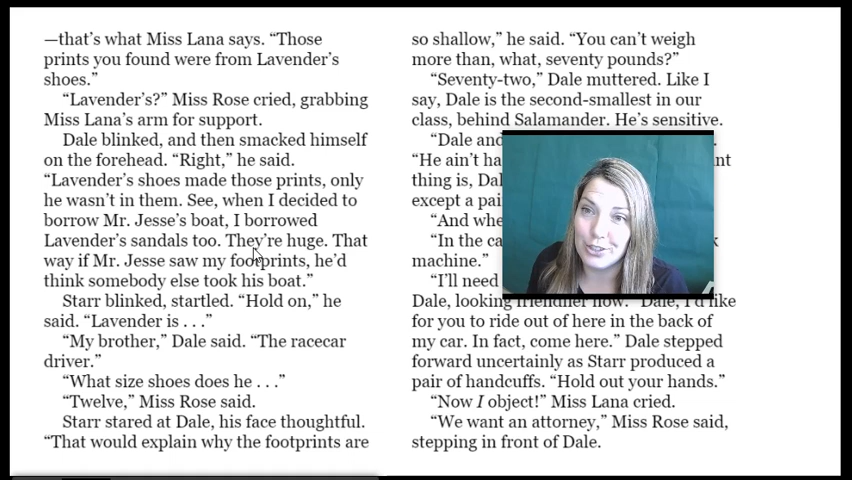 —that's what Miss Lana says. “Those
prints you found were from Lavender's
shoes.”
“Lavender's?” Miss Rose cried, grabbing
Miss Lana's arm for support.
Dale blinked, and then smacked himself
on the forehead. “Right,” he said.
“Lavender's shoes made those prints, only
he wasn't in them. See, when I decided to
borrow Mr. Jesse's boat, I borrowed
Lavender's sandals too. They're huge. That
way if Mr. Jesse saw my footprints, he'd
think somebody else took his boat.”
Starr blinked, startled. “Hold on,” he
said. “Lavender is . . .”
“My brother,” Dale said. “The racecar
driver.”
“What size shoes does he . . .”
“Twelve,” Miss Rose said.
Starr stared at Dale, his face thoughtful.
“That would explain why the footprints are
so shallow,” he said. “You can't weigh
more than, what, seventy pounds?”
“Seventy-two,” Dale muttered. Like I
say, Dale is the second-smallest in our
class, behind Salamander. He's sensitive.
“Dale and
“He ain't ha
thing is, Dal
except a pai
“And whe
“In the ca
machine.”
“I'll need
Dale, looking friendlier now. “Dale, I'd like
for you to ride out of here in the back of
my car. In fact, come here.” Dale stepped
forward uncertainly as Starr produced a
pair of handcuffs. “Hold out your hands.”
“Now I object!” Miss Lana cried.
“We want an attorney,” Miss Rose said,
stepping in front of Dale.